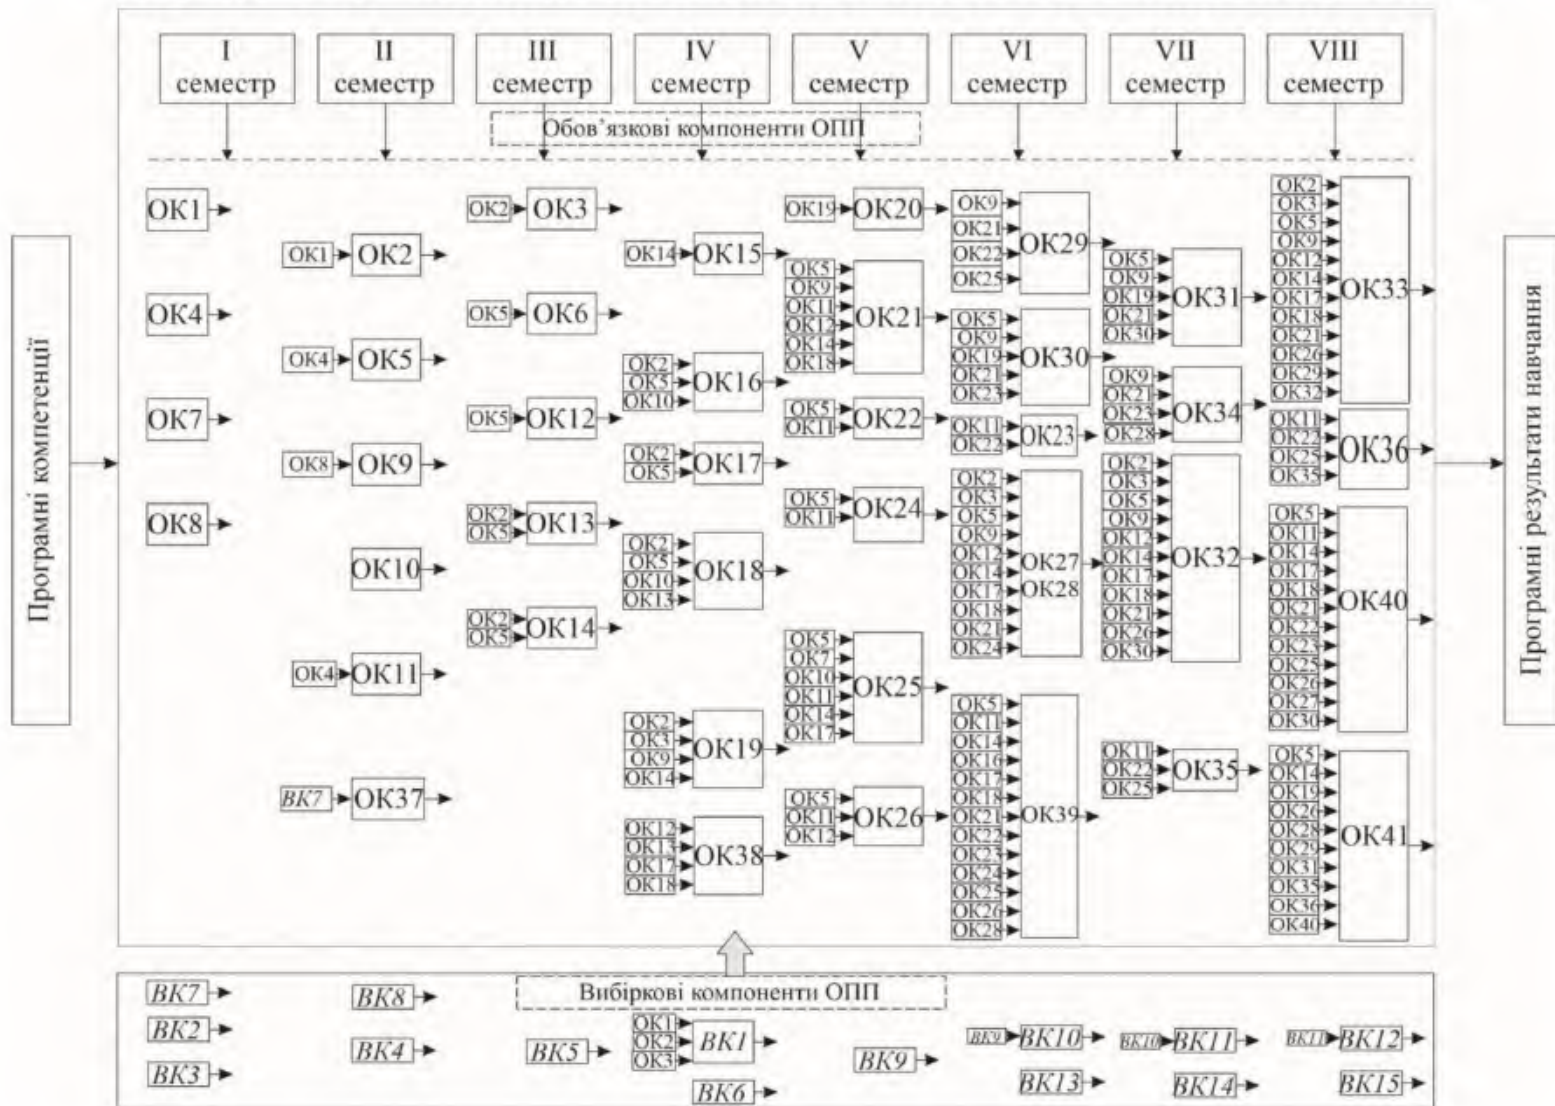 I
семестр
II
семестр
III
семестр
IV
семестр
V
семестр
VI
семестр
VII
семестр
VIII
семестр
Обов’язкові компоненти ОПП
Програмні компетенції
ОК1
ОК4
ОК7
ОК8
ОК1
ОК2
ОК4
ОК5
ОК8
ОК9
ОК10
ОК4
ОК11
ВК7
ОК37
ОК2
ОК3
ОК5
ОК6
ОК5
ОК12
ОК2
ОК5
ОК13
ОК2
ОК5
ОК14
ОК14
ОК15
ОК2
ОК5
ОК10
ОК16
ОК2
ОК5
ОК17
ОК2
ОК5
ОК10
ОК13
ОК18
ОК2
ОК3
ОК9
ОК14
ОК19
ОК12
ОК13
ОК17
ОК18
ОК38
ОК19
ОК20
ОК5
ОК9
ОК11
ОК12
ОК14
ОК18
ОК21
ОК5
ОК11
ОК22
ОК5
ОК11
ОК24
ОК5
ОК7
ОК10
ОК11
ОК14
ОК17
ОК25
ОК5
ОК11
ОК12
ОК26
ОК9
ОК21
ОК22
ОК25
ОК29
ОК5
ОК9
ОК19
ОК21
ОК23
ОК30
ОК11
ОК22
ОК23
ОК2
ОК3
ОК5
ОК9
ОК12
ОК14
ОК17
ОК18
ОК21
ОК24
ОК27
ОК28
ОК5
ОК11
ОК14
ОК16
ОК17
ОК18
ОК21
ОК22
ОК23
ОК24
ОК25
ОК26
ОК28
ОК39
ОК5
ОК9
ОК19
ОК21
ОК30
ОК31
ОК9
ОК21
ОК23
ОК28
ОК34
ОК2
ОК3
ОК5
ОК9
ОК12
ОК14
ОК17
ОК18
ОК21
ОК26
ОК30
ОК32
ОК11
ОК22
ОК25
ОК35
ОК2
ОК3
ОК5
ОК9
ОК12
ОК14
ОК17
ОК18
ОК21
ОК26
ОК29
ОК32
ОК33
ОК11
ОК22
ОК25
ОК35
ОК36
ОК5
ОК11
ОК14
ОК17
ОК18
ОК21
ОК22
ОК23
ОК25
ОК26
ОК27
ОК30
ОК40
ОК5
ОК14
ОК19
ОК26
ОК28
ОК29
ОК31
ОК35
ОК36
ОК40
ОК41
Програмні результати навчання
Вибіркові компоненти ОПП
ВК7
ВК2
ВК3
ВК8
ВК4
ВК5
ОК1
ОК2
ОК3
ВК1
ВК6
ВК9
ВК9
ВК10
ВК13
ВК10
ВК11
ВК14
ВК11
ВК12
ВК15